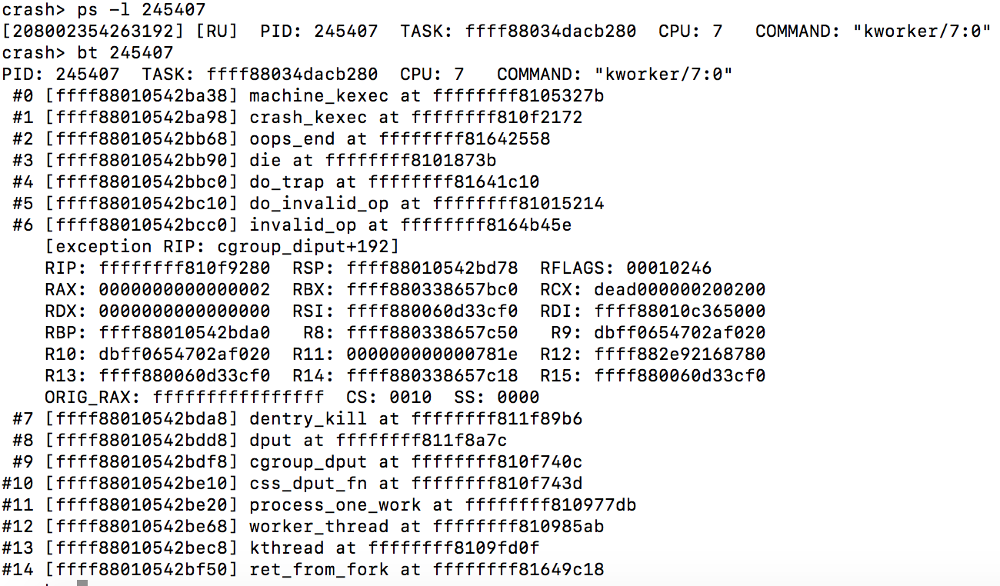 crash> ps -l 245407
[208002354263192] [RU]  PID: 245407  TASK: ffff88034dacb280  CPU: 7   COMMAND: "kworker/7:0"
crash> bt 245407
PID: 245407  TASK: ffff88034dacb280  CPU: 7   COMMAND: "kworker/7:0"
 #0 [ffff88010542ba38] machine_kexec at ffffffff8105327b
 #1 [ffff88010542ba98] crash_kexec at ffffffff810f2172
 #2 [ffff88010542bb68] oops_end at ffffffff81642558
 #3 [ffff88010542bb90] die at ffffffff8101873b
 #4 [ffff88010542bbc0] do_trap at ffffffff81641c10
 #5 [ffff88010542bc10] do_invalid_op at ffffffff81015214
 #6 [ffff88010542bcc0] invalid_op at ffffffff8164b45e
    [exception RIP: cgroup_diput+192]
    RIP: ffffffff810f9280  RSP: ffff88010542bd78  RFLAGS: 00010246
    RAX: 0000000000000002  RBX: ffff880338657bc0  RCX: dead000000200200
    RDX: 0000000000000000  RSI: ffff880060d33cf0  RDI: ffff88010c365000
    RBP: ffff88010542bda0   R8: ffff880338657c50   R9: dbff0654702af020
    R10: dbff0654702af020  R11: 000000000000781e  R12: ffff882e92168780
    R13: ffff880060d33cf0  R14: ffff880338657c18  R15: ffff880060d33cf0
    ORIG_RAX: ffffffffffffffff  CS: 0010  SS: 0000
 #7 [ffff88010542bda8] dentry_kill at ffffffff811f89b6
 #8 [ffff88010542bdd8] dput at ffffffff811f8a7c
 #9 [ffff88010542bdf8] cgroup_dput at ffffffff810f740c
#10 [ffff88010542be10] css_dput_fn at ffffffff810f743d
#11 [ffff88010542be20] process_one_work at ffffffff810977db
#12 [ffff88010542be68] worker_thread at ffffffff810985ab
#13 [ffff88010542bec8] kthread at ffffffff8109fd0f
#14 [ffff88010542bf50] ret_from_fork at ffffffff81649c18